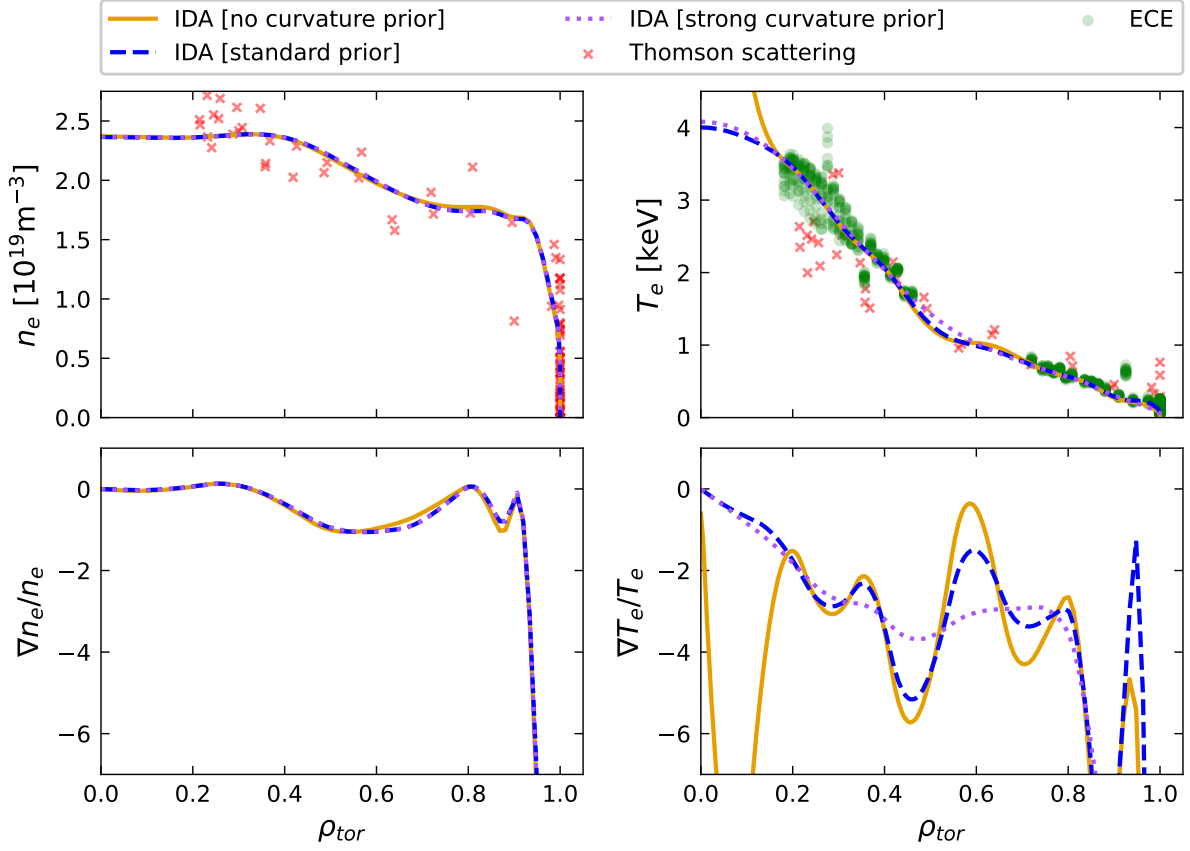 IDA [no curvature prior] IDA [strong curvature prior] ECE
IDA [standard prior] Thomson scattering
2.5
2.0
1.5
1.0
0.5
0.0
n_e [10^19 m^−3]
4
3
2
1
0
T_e [keV]
0
−2
−4
−6
∇n_e/n_e
0.0 0.2 0.4 0.6 0.8 1.0
ρ_tor
0
−2
−4
−6
∇T_e/T_e
0.0 0.2 0.4 0.6 0.8 1.0
ρ_tor